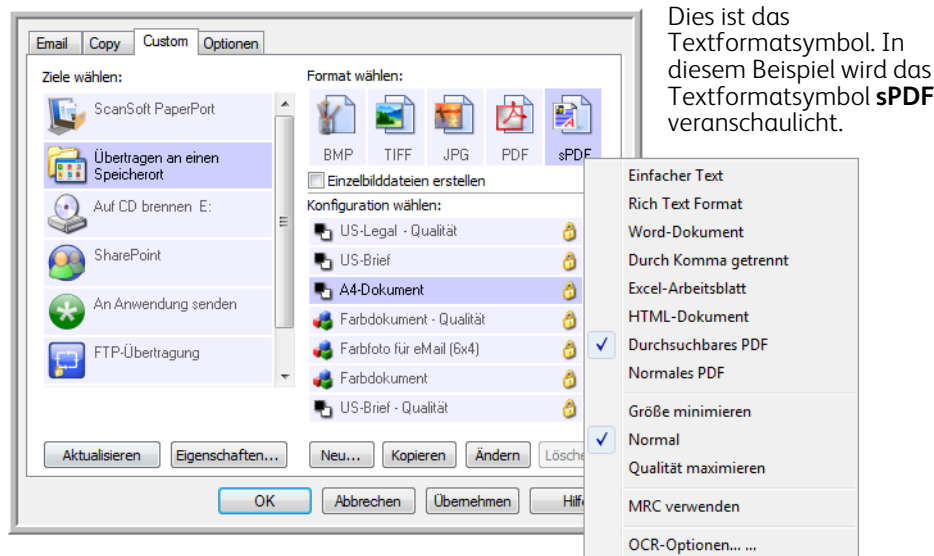 Dies ist das
Textformatsymbol. In
diesem Beispiel wird das
Textformatsymbol sPDF
veranschaulicht.
Email Copy Custom Optionen
Ziele wählen:
ScanSoft PaperPort
Übertragen an einen
Speicherort
Auf CD brennen E:
SharePoint
An Anwendung senden
FTP-Übertragung
Aktualisieren Eigenschaften...
Format wählen:
BMP TIFF JPG PDF sPDF
Einzelbilddateien erstellen
Konfiguration wählen:
US-Legal - Qualität
US-Brief
A4-Dokument
Farbdokument - Qualität
Farbfoto für eMail (6x4)
Farbdokument
US-Brief - Qualität
Neu... Kopieren Ändern Lösche
OK Abbrechen Übernehmen Hilf
Einfacher Text
Rich Text Format
Word-Dokument
Durch Komma getrennt
Excel-Arbeitsblatt
HTML-Dokument
Durchsuchbares PDF
Normales PDF
Größe minimieren
Normal
Qualität maximieren
MRC verwenden
OCR-Optionen... ...